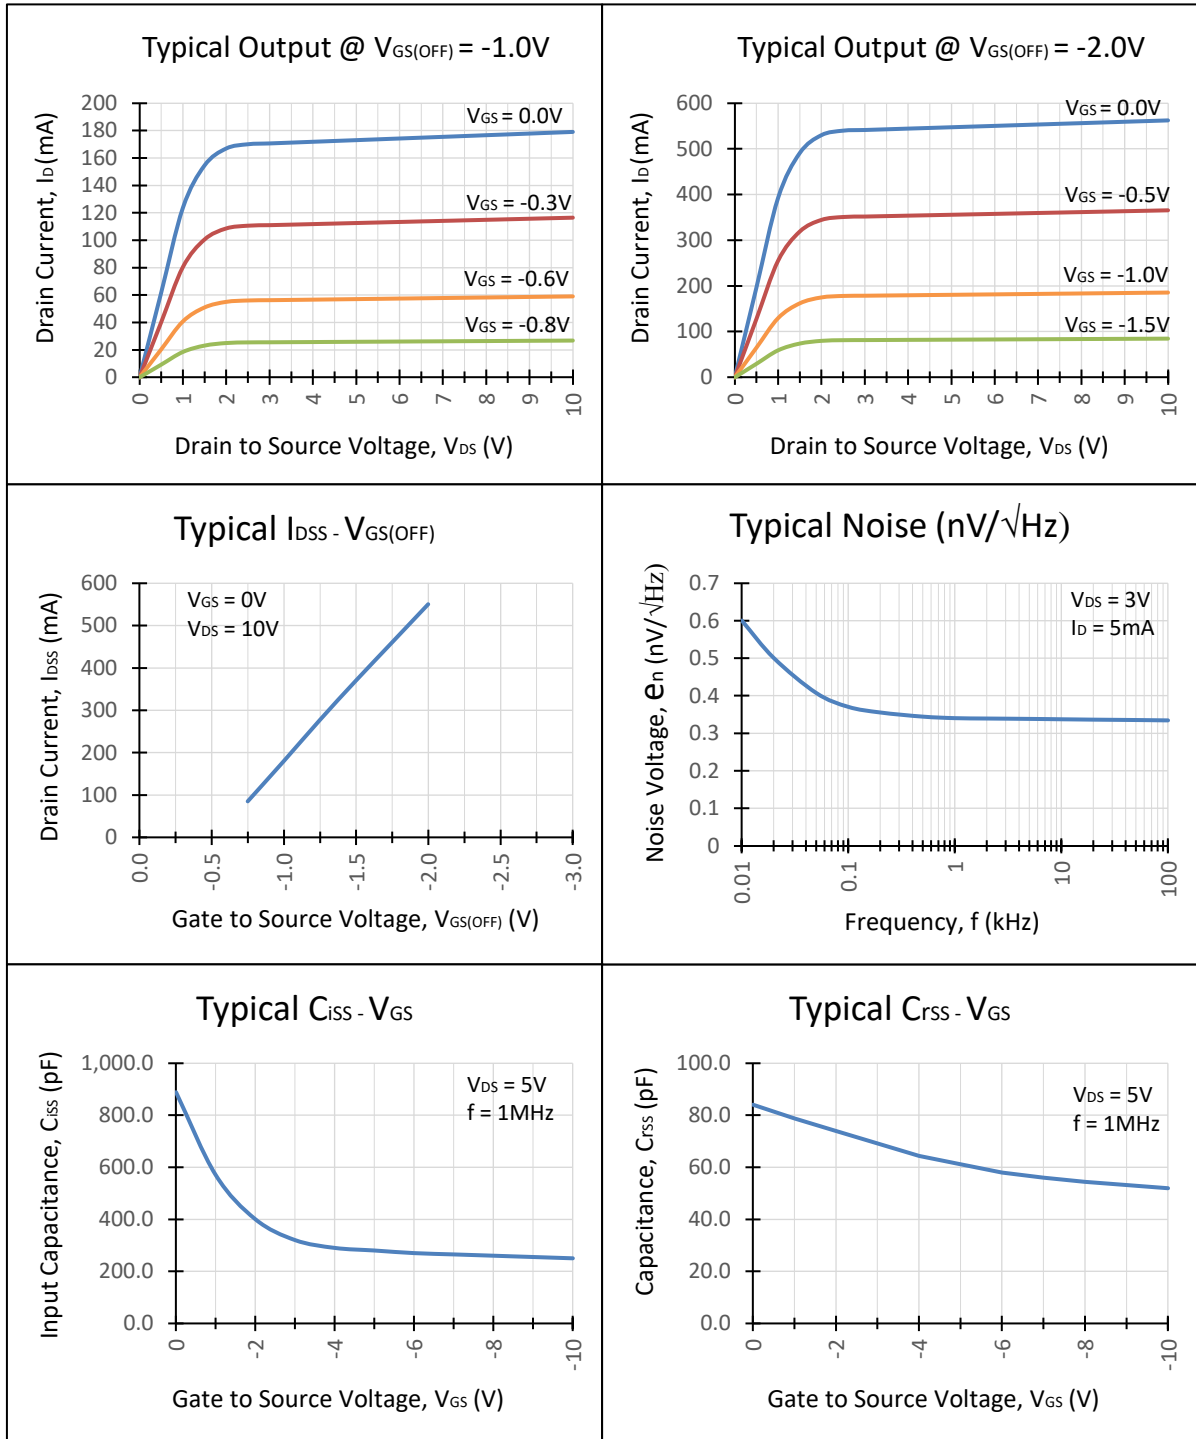 Typical Output @ VGS(OFF) = -1.0V
Drain Current, ID (mA)
200
180
160
140
120
100
80
60
40
20
0
VGS = 0.0V
VGS = -0.3V
VGS = -0.6V
VGS = -0.8V
0 1 2 3 4 5 6 7 8 9 10
Drain to Source Voltage, VDS (V)
Typical Output @ VGS(OFF) = -2.0V
Drain Current, ID (mA)
600
500
400
300
200
100
0
VGS = 0.0V
VGS = -0.5V
VGS = -1.0V
VGS = -1.5V
0 1 2 3 4 5 6 7 8 9 10
Drain to Source Voltage, VDS (V)
Typical IDSS - VGS(OFF)
Drain Current, IDSS (mA)
600
500
400
300
200
100
0
VGS = 0V
VDS = 10V
0.0 -0.5 -1.0 -1.5 -2.0 -3.0
Gate to Source Voltage, VGS(OFF) (V)
Typical Noise (nV/√Hz)
Noise Voltage, en (nV/√Hz)
0.7
0.6
0.5
0.4
0.3
0.2
0.1
0
VDS = 3V
ID = 5mA
0.01 0.1 1 10 100
Frequency, f (kHz)
Typical CiSS - VGS
Input Capacitance, CiSS (pF)
1,000.0
800.0
600.0
400.0
200.0
0.0
VDS = 5V
f = 1MHz
0 -2 -4 -6 -8 -10
Gate to Source Voltage, VGS (V)
Typical CrSS - VGS
Capacitance, CrSS (pF)
100.0
80.0
60.0
40.0
20.0
0.0
VDS = 5V
f = 1MHz
0 -2 -4 -6 -8 -10
Gate to Source Voltage, VGS (V)